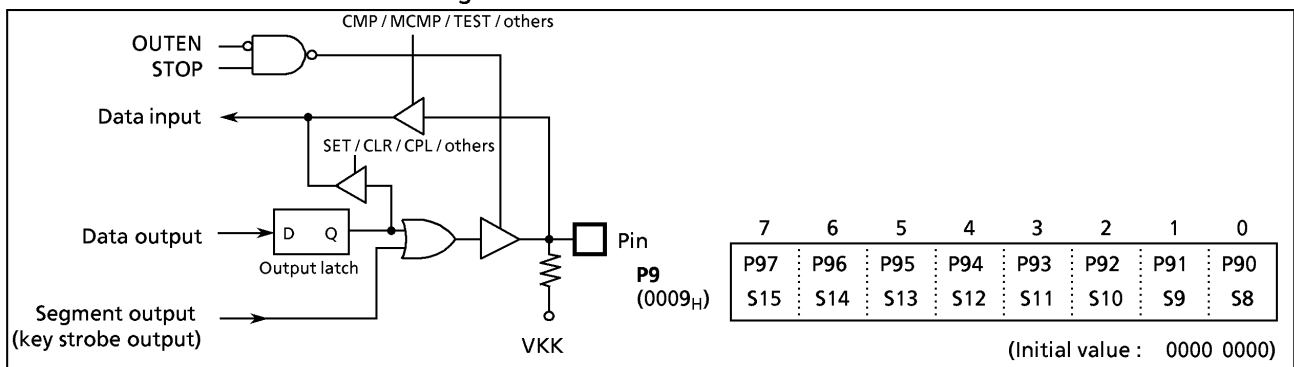 CMP / MCMP / TEST / others
OUTEN
STOP
Data input
SET / CLR / CPL / others
Data output
D Q
Output latch
Pin
Segment output
(key strobe output)
VKK
P9
(0009H)
7 6 5 4 3 2 1 0
P97 P96 P95 P94 P93 P92 P91 P90
S15 S14 S13 S12 S11 S10 S9 S8
(Initial value : 0000 0000)